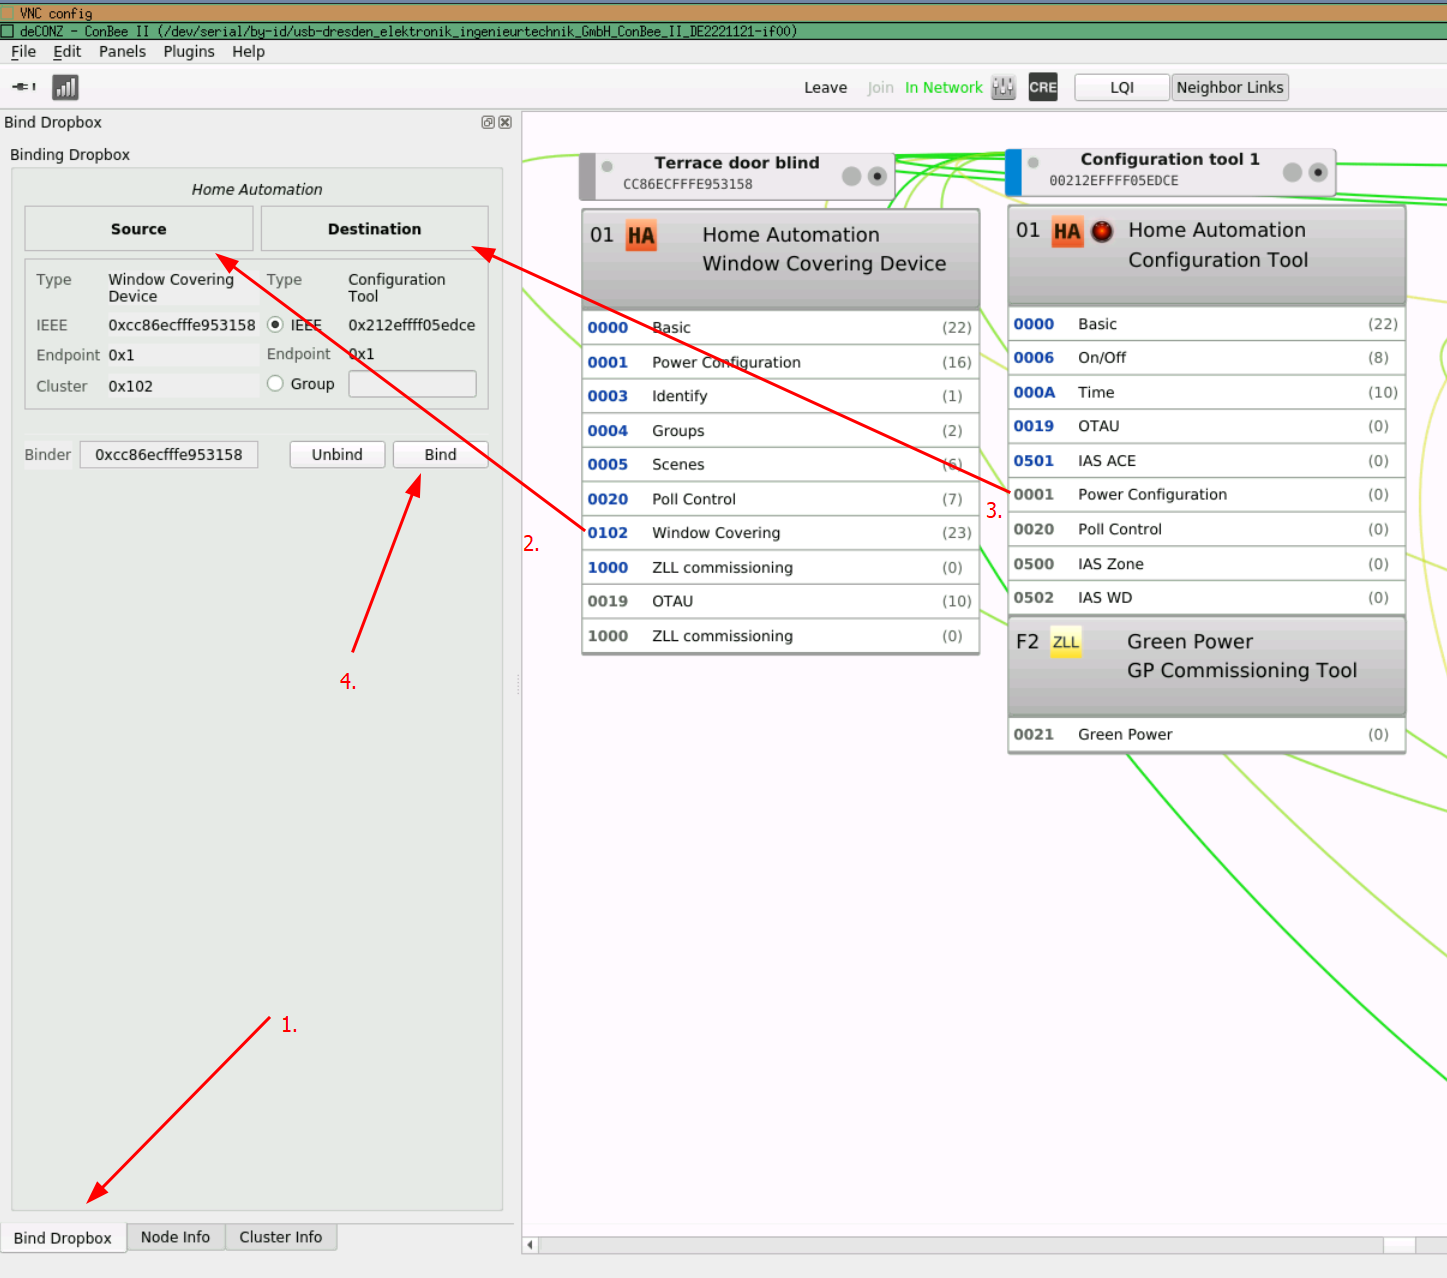 VNC config
deCONZ - ConBee II (/dev/serial/by-id/usb-dresden_elektronik_ingenieurtechnik_GmbH_ConBee_II_DE2221121-if00)
File Edit Panels Plugins Help
Leave Join In Network CRE LQI Neighbor Links
Bind Dropbox
Binding Dropbox
Home Automation
Source Destination
Type Window Covering Device Type Configuration Tool
IEEE 0xcc86ecfffe953158 IEEE 0x212effff05edce
Endpoint 0x1 Endpoint 0x1
Cluster 0x102 Group
Binder 0xcc86ecfffe953158 Unbind Bind
4.
1.
2.
3.
Bind Dropbox Node Info Cluster Info
Terrace door blind
CC86ECFFFE953158
01 HA Home Automation
Window Covering Device
0000 Basic (22)
0001 Power Configuration (16)
0003 Identify (1)
0004 Groups (2)
0005 Scenes (6)
0020 Poll Control (7)
0102 Window Covering (23)
1000 ZLL commissioning (0)
0019 OTAU (10)
1000 ZLL commissioning (0)
Configuration tool 1
00212EFFFF05EDCE
01 HA Home Automation
Configuration Tool
0000 Basic (22)
0006 On/Off (8)
000A Time (10)
0019 OTAU (0)
0501 IAS ACE (0)
0001 Power Configuration (0)
0020 Poll Control (0)
0500 IAS Zone (0)
0502 IAS WD (0)
F2 ZLL Green Power
GP Commissioning Tool
0021 Green Power (0)